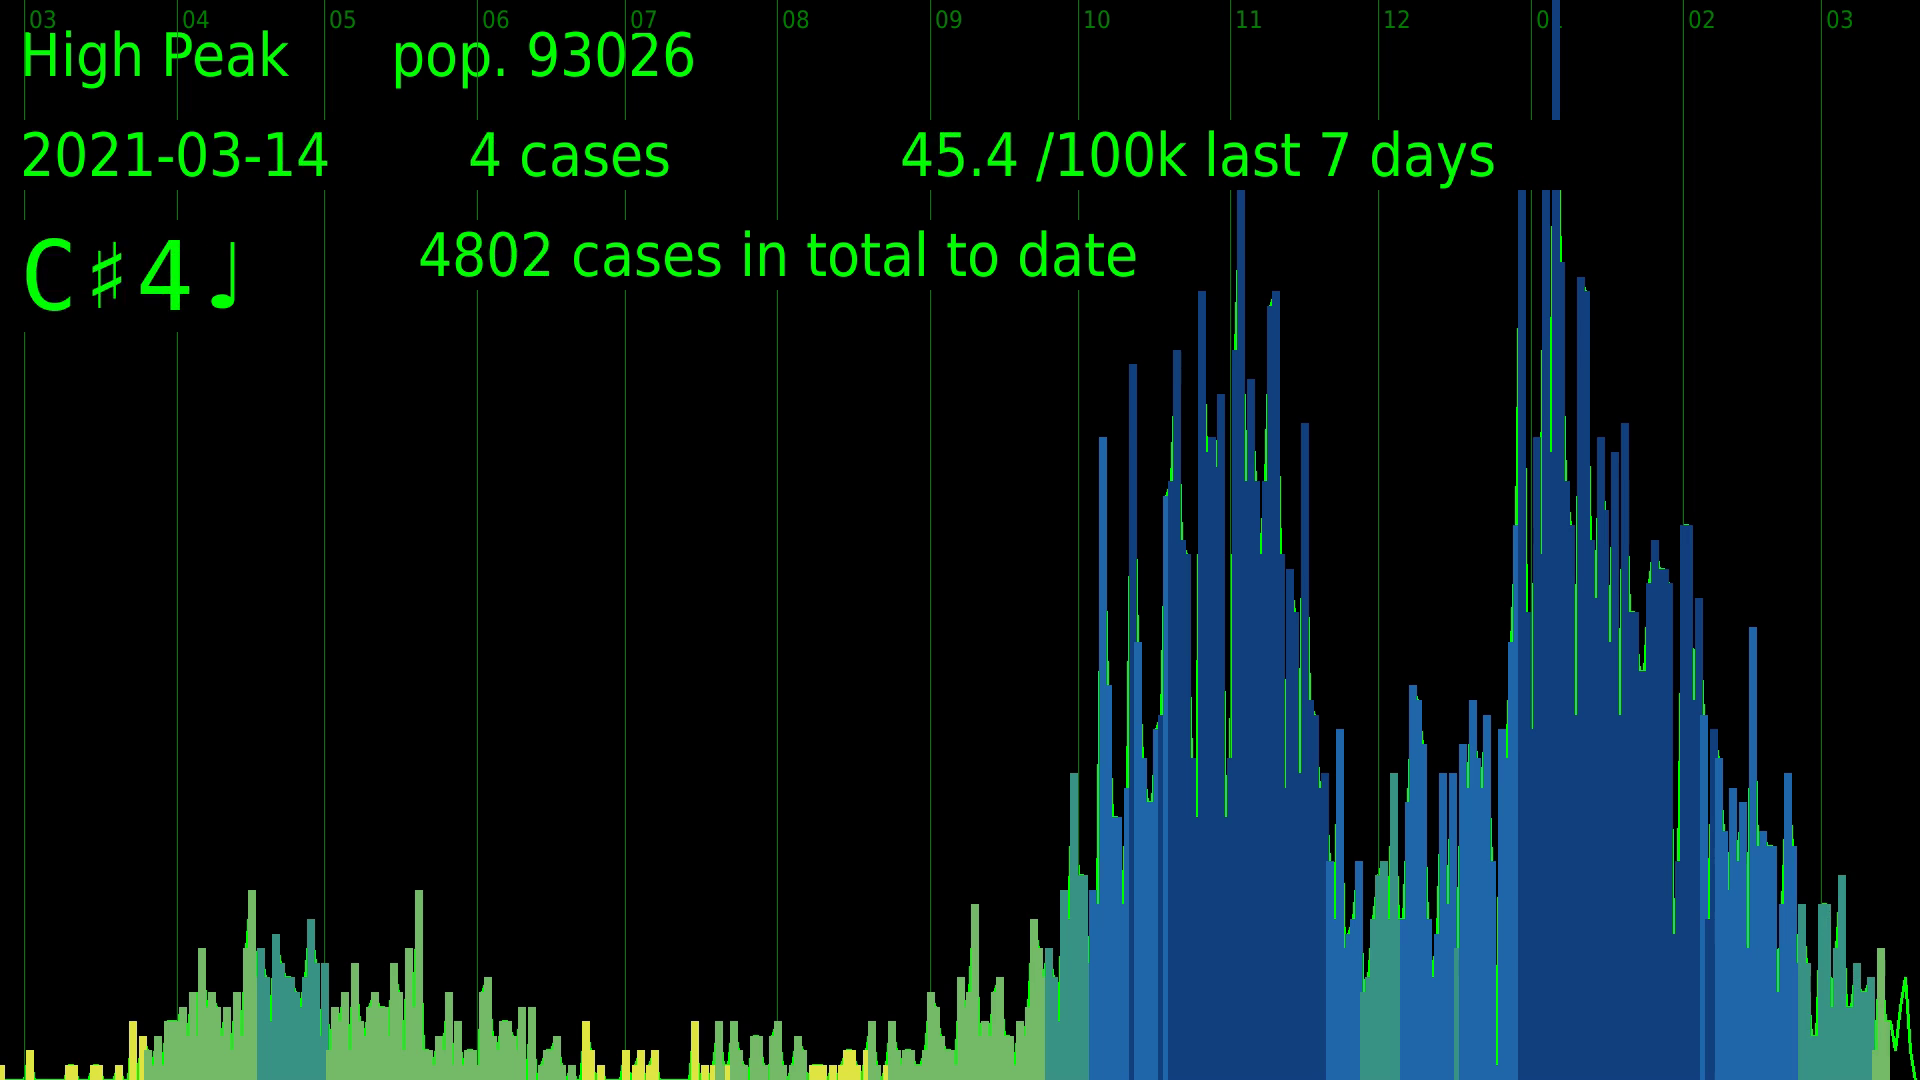 03 04 05 06 07 08 09 10 11 12 01 02 03
High Peak pop. 93026
2021-03-14 4 cases 45.4 /100k last 7 days
C♯4♩ 4802 cases in total to date